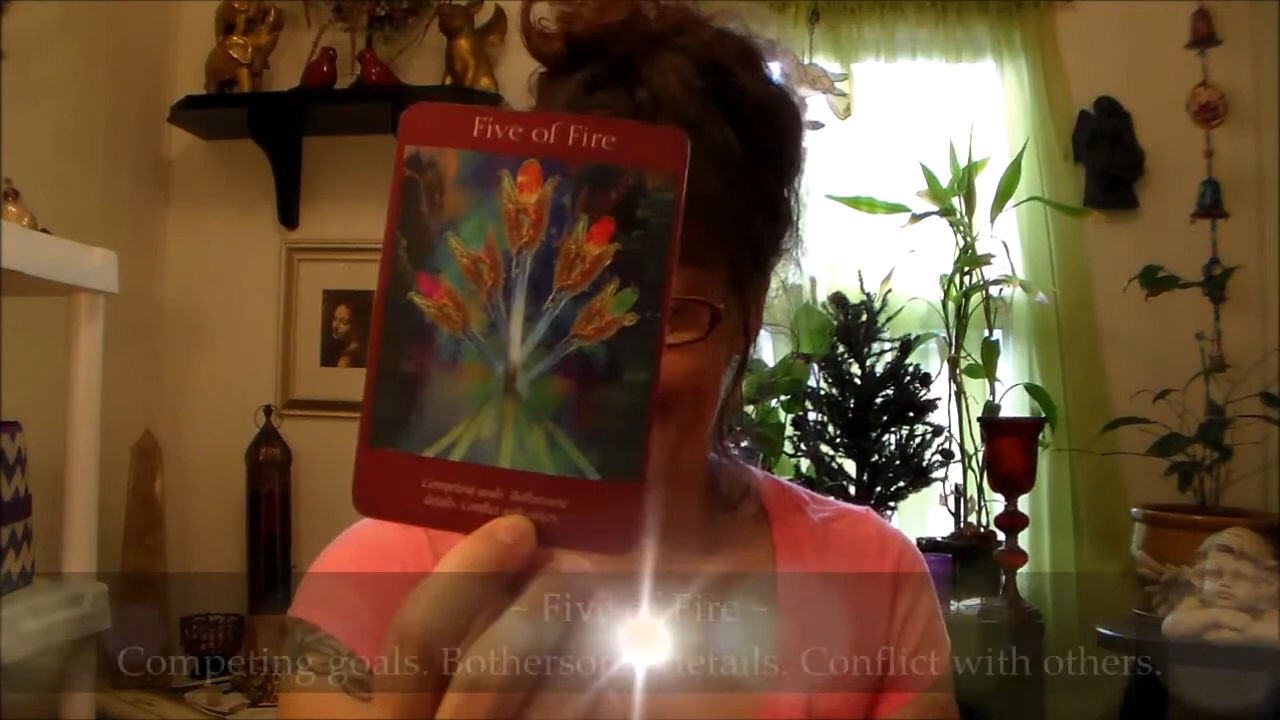 Five of Fire
Competing goals. Bothersome
details. Conflict with others.
~ Five of Fire ~
Competing goals. Bothersome details. Conflict with others.